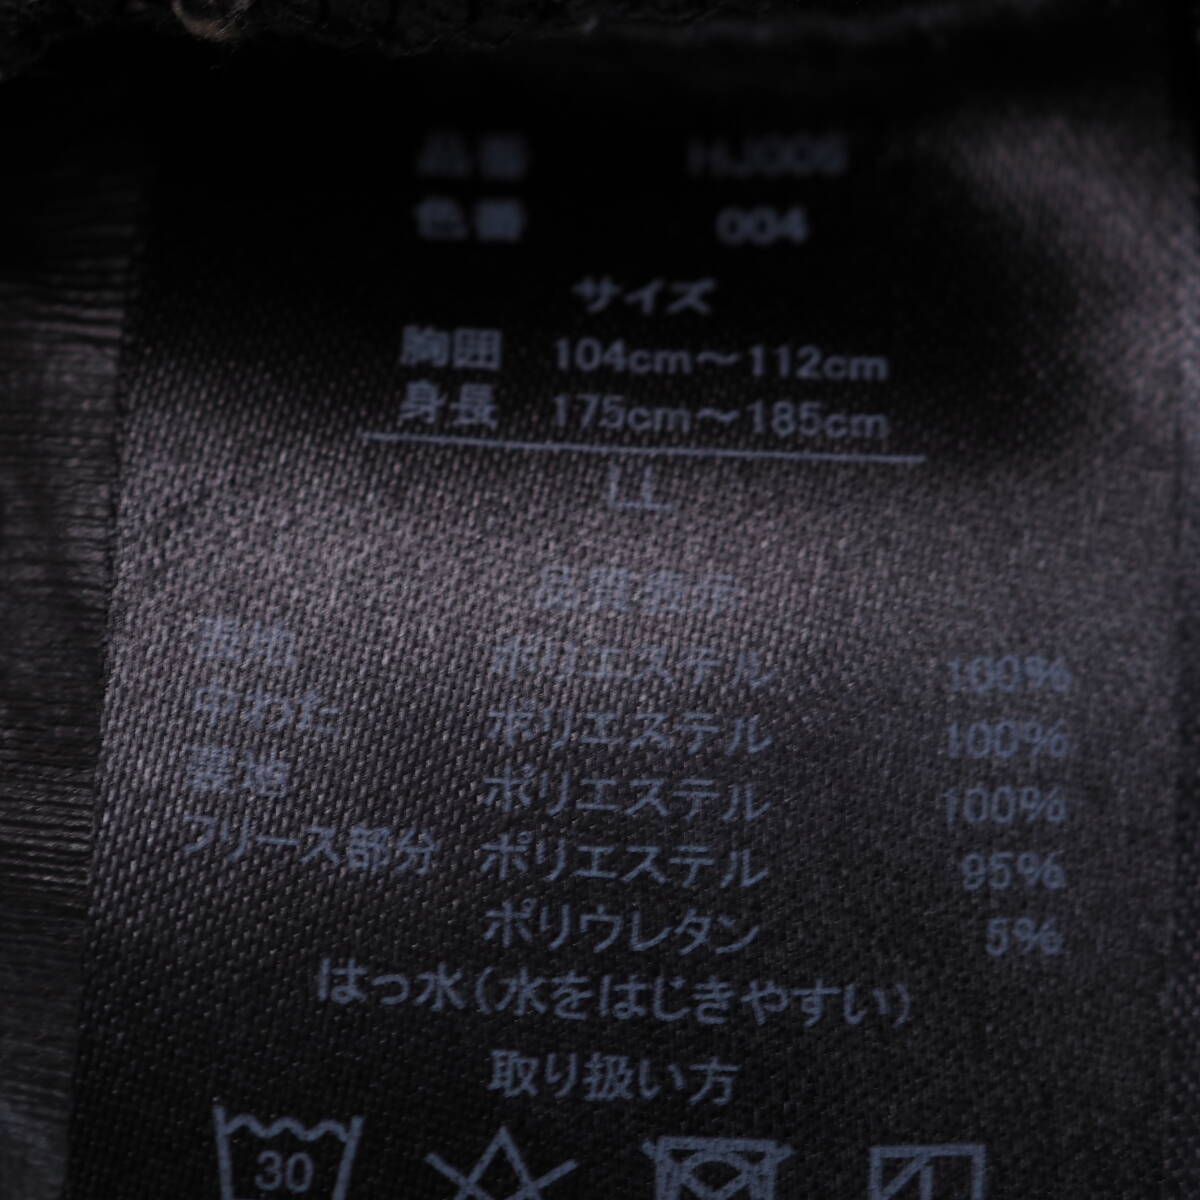 品番 HJ006
色番 004
サイズ
胸囲 104cm～112cm
身長 175cm～185cm
LL
品質表示
表地 ポリエステル 100%
中わた ポリエステル 100%
裏地 ポリエステル 100%
フリース部分 ポリエステル 95%
ポリウレタン 5%
はっ水(水をはじきやすい)
取り扱い方
30